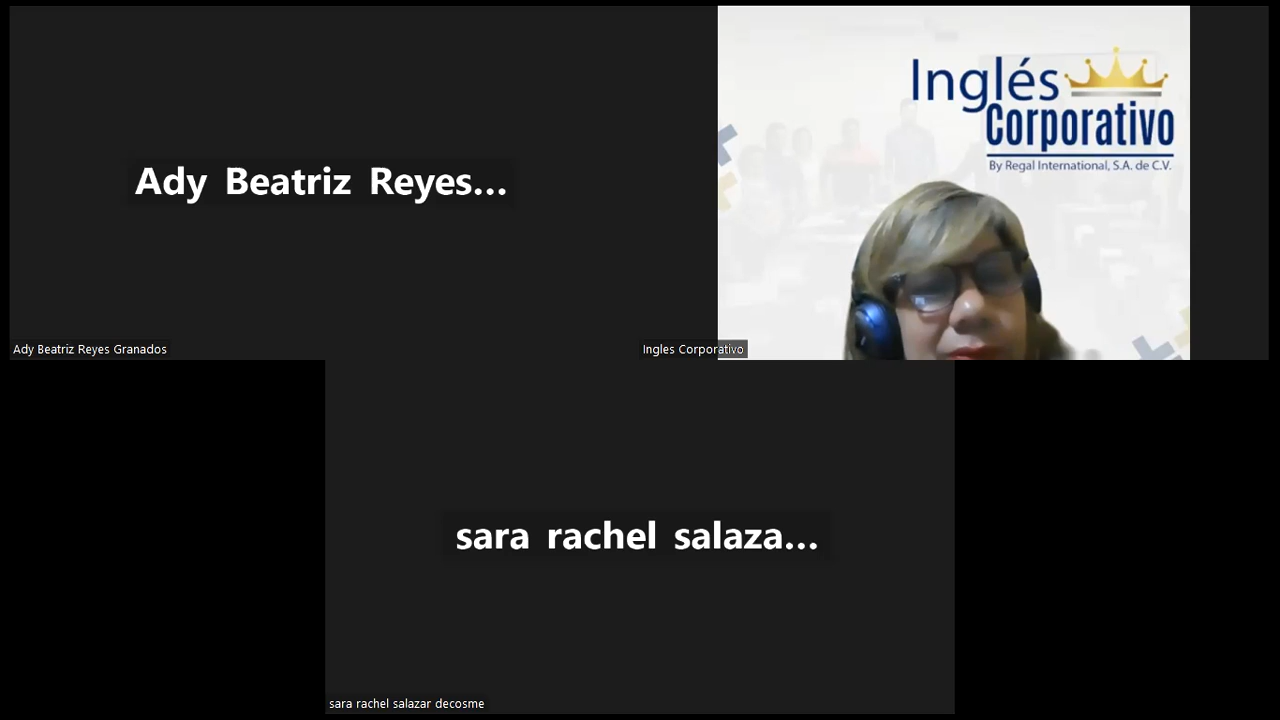 Ady Beatriz Reyes...
Ady Beatriz Reyes Granados
Inglés
Corporativo
By Regal International, S.A. de C.V.
Ingles Corporativo
sara rachel salaza...
sara rachel salazar decosme